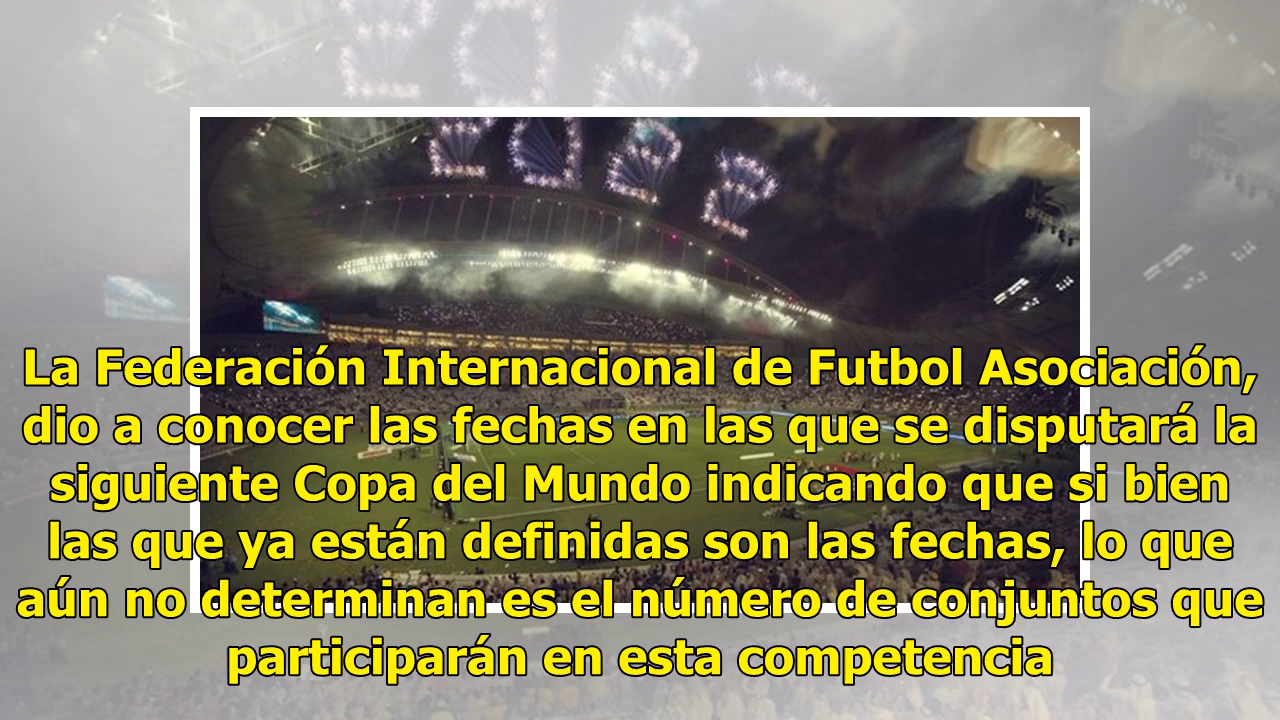 2022
La Federación Internacional de Futbol Asociación,
dio a conocer las fechas en las que se disputará la
siguiente Copa del Mundo indicando que si bien
las que ya están definidas son las fechas, lo que
aún no determinan es el número de conjuntos que
participarán en esta competencia